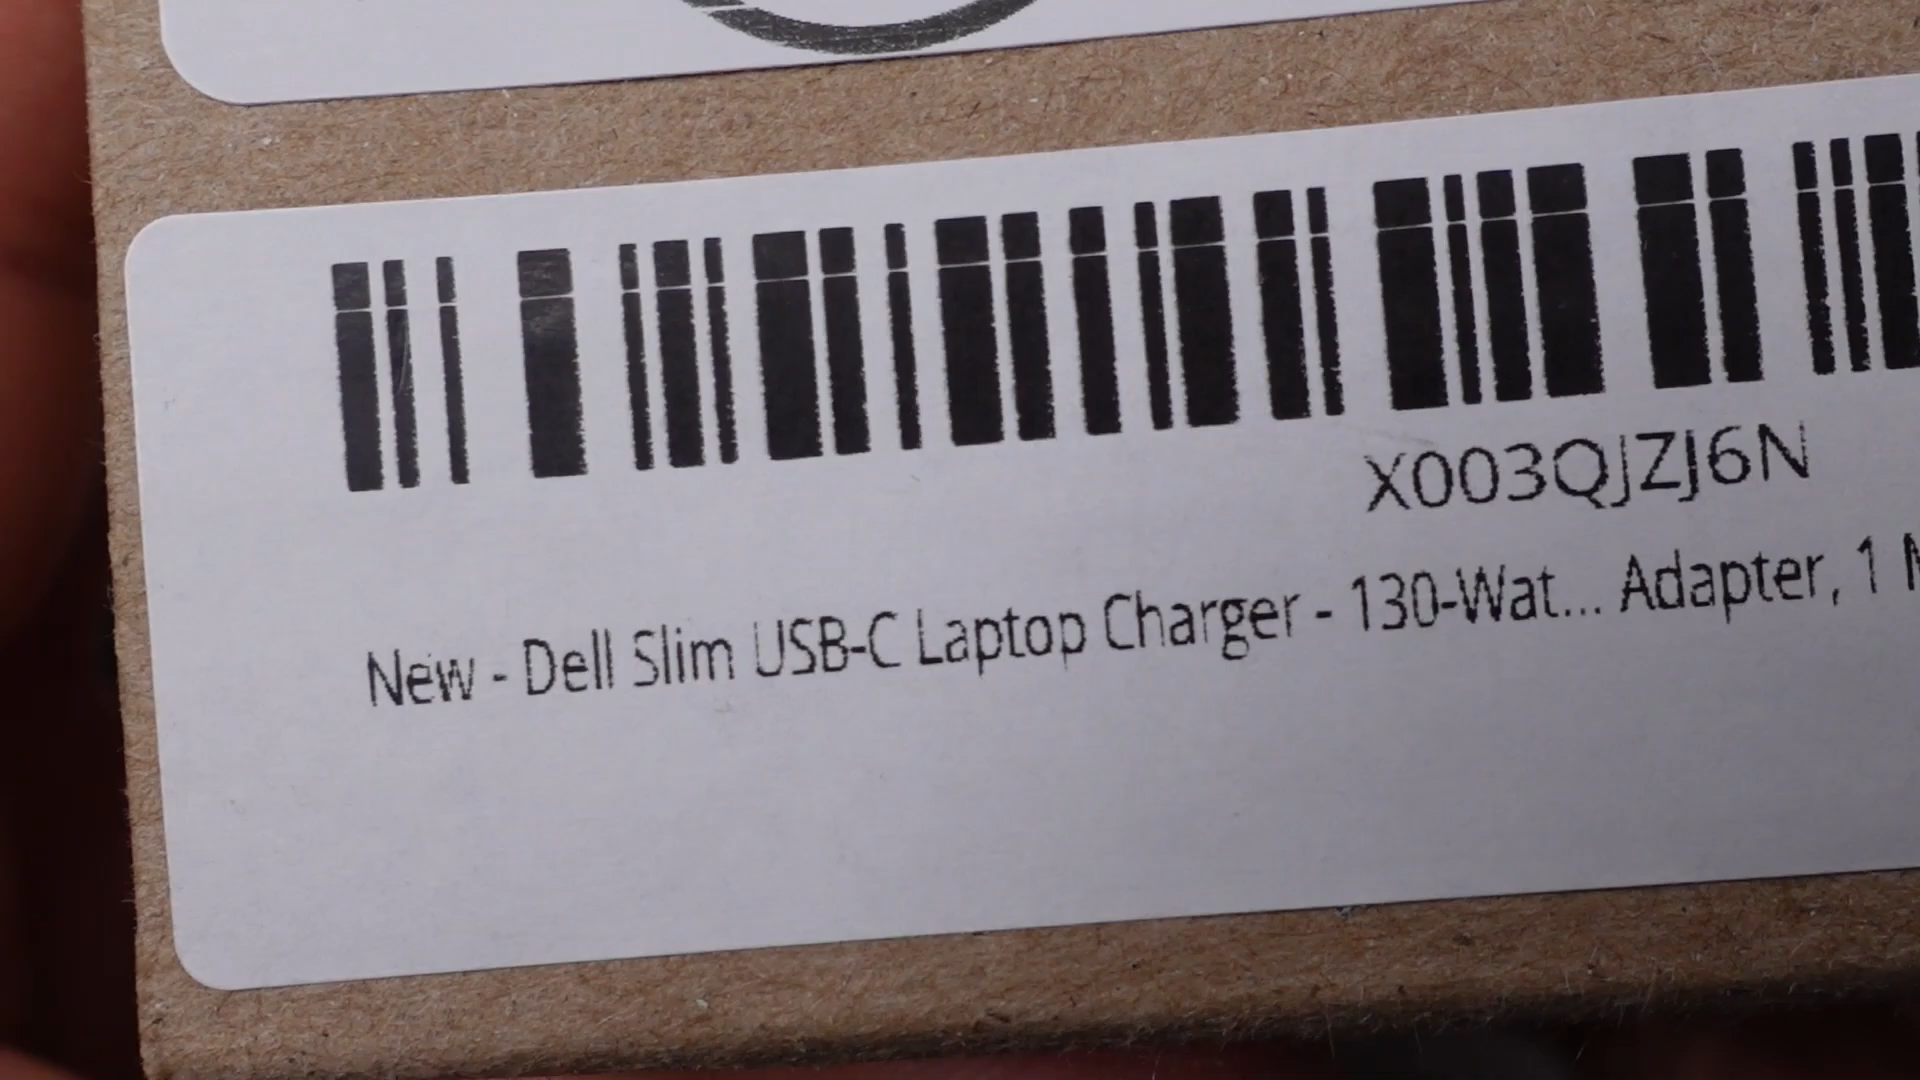 X003QJZJ6N
New - Dell Slim USB-C Laptop Charger - 130-Wat... Adapter, 1